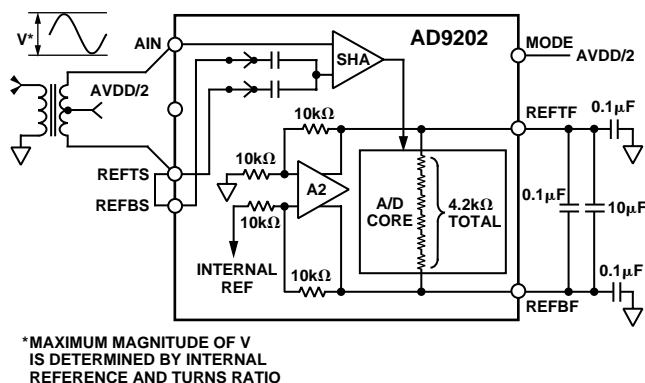 V*
AIN
AVDD/2
REFTS
REFBS
SHA
AD9202
10kΩ
10kΩ
A2
10kΩ
INTERNAL
REF
10kΩ
A/D
CORE
4.2kΩ
TOTAL
MODE
AVDD/2
REFTF
0.1µF
0.1µF
10µF
0.1µF
REFBF
*MAXIMUM MAGNITUDE OF V
IS DETERMINED BY INTERNAL
REFERENCE AND TURNS RATIO